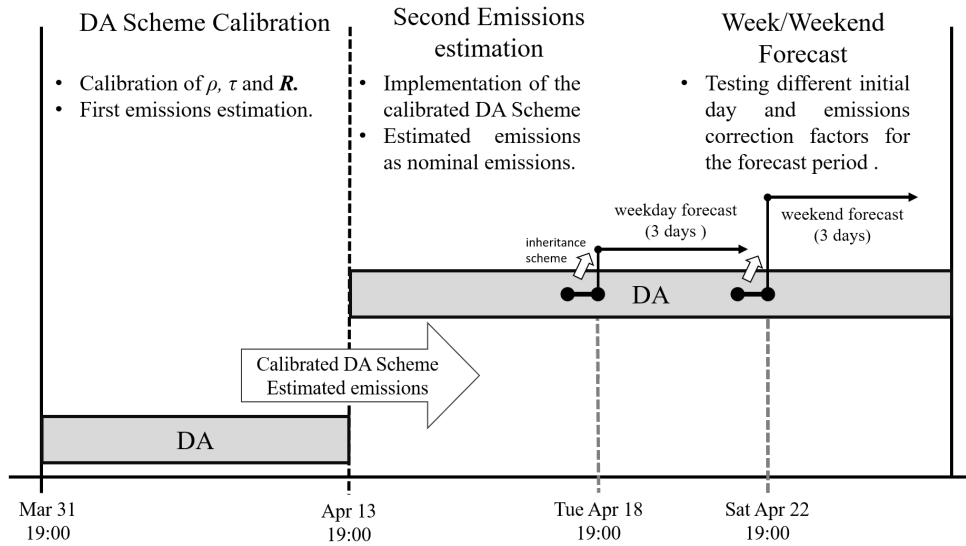 DA Scheme Calibration
• Calibration of ρ, τ and R.
• First emissions estimation.
Second Emissions
estimation
• Implementation of the
calibrated DA Scheme
• Estimated emissions
as nominal emissions.
Week/Weekend
Forecast
• Testing different initial
day and emissions
correction factors for
the forecast period .
inheritance
scheme
weekday forecast
(3 days )
weekend forecast
(3 days)
DA
Calibrated DA Scheme
Estimated emissions
DA
Mar 31
19:00
Apr 13
19:00
Tue Apr 18
19:00
Sat Apr 22
19:00